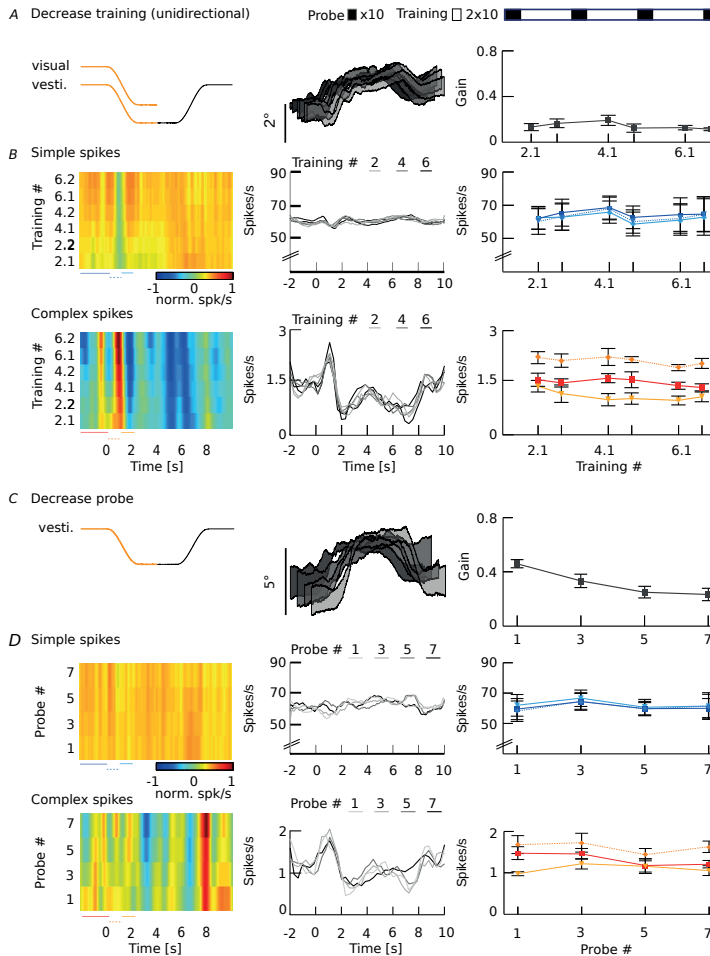 A Decrease training (unidirectional)
Probe x10 Training 2x10
visual
vesti.
2°
Gain
0.8
0.4
0
2.1 4.1 6.1
B Simple spikes
Training #
6.2
6.1
4.2
4.1
2.2
2.1
-1 0 1
norm. spk/s
Training # 2 4 6
Spikes/s
90
70
50
-2 0 2 4 6 8 10
Spikes/s
90
70
50
2.1 4.1 6.1
Training #
Complex spikes
Training #
6.2
6.1
4.2
4.1
2.2
2.1
0 2 4 6 8
Time [s]
Training # 2 4 6
Spikes/s
3
1.5
0
-2 0 2 4 6 8 10
Time [s]
Spikes/s
3
1.5
0
2.1 4.1 6.1
Training #
C Decrease probe
vesti.
5°
Gain
0.8
0.4
0
1 3 5 7
D Simple spikes
Probe #
7
5
3
1
-1 0 1
norm. spk/s
Probe # 1 3 5 7
Spikes/s
90
70
50
-2 0 2 4 6 8 10
Spikes/s
90
70
50
1 3 5 7
Complex spikes
Probe #
7
5
3
1
0 2 4 6 8
Time [s]
Probe # 1 3 5 7
Spikes/s
2
1
0
-2 0 2 4 6 8 10
Time [s]
Spikes/s
2
1
0
1 3 5 7
Probe #